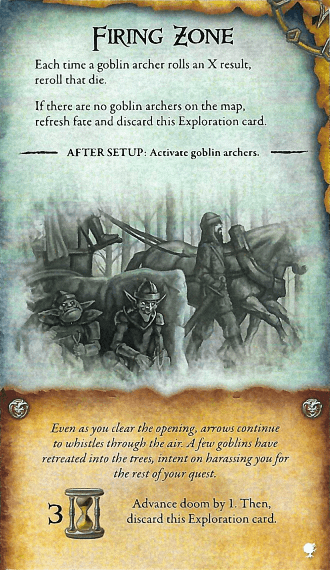 Firing Zone
Each time a goblin archer rolls an X result,
reroll that die.
If there are no goblin archers on the map,
refresh fate and discard this Exploration card.
AFTER SETUP: Activate goblin archers.
Even as you clear the opening, arrows continue
to whistles through the air. A few goblins have
retreated into the trees, intent on harassing you for
the rest of your quest.
3
Advance doom by 1. Then,
discard this Exploration card.